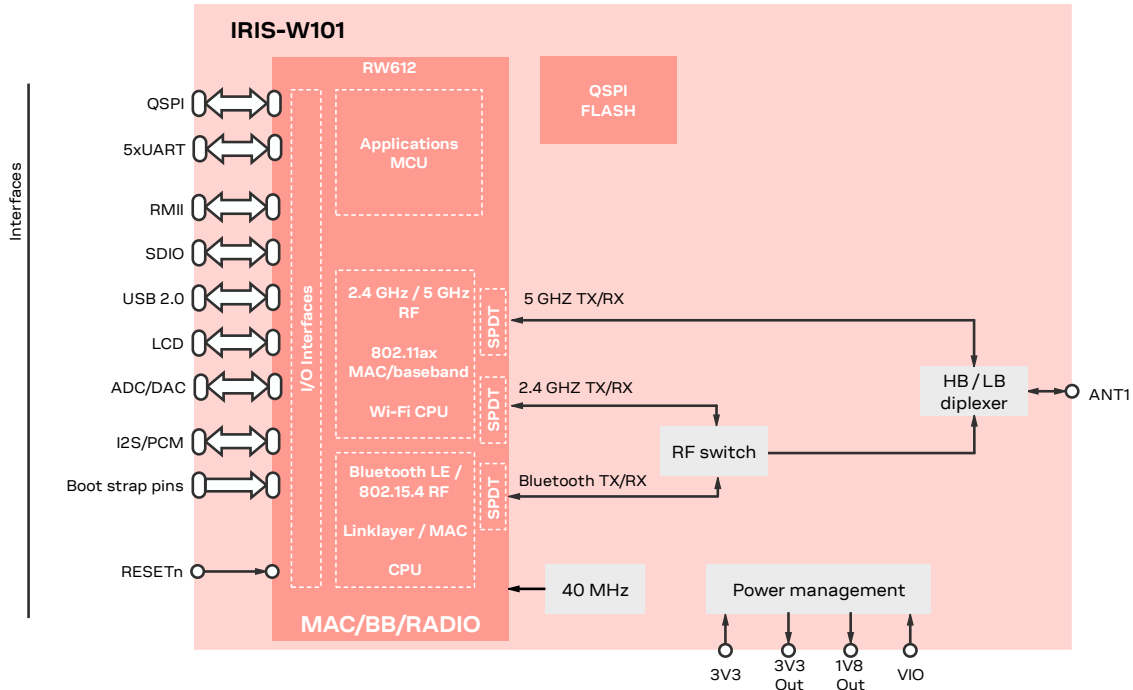 IRIS-W101
RW612
QSPI
FLASH
Applications
MCU
Interfaces
QSPI
5xUART
RMII
SDIO
USB 2.0
LCD
ADC/DAC
I2S/PCM
Boot strap pins
RESETn
I/O Interfaces
2.4 GHz / 5 GHz
RF
802.11ax
MAC/baseband
Wi-Fi CPU
SPDT
SPDT
SPDT
Bluetooth LE /
802.15.4 RF
Linklayer / MAC
CPU
MAC/BB/RADIO
5 GHZ TX/RX
2.4 GHZ TX/RX
Bluetooth TX/RX
RF switch
HB / LB
diplexer
ANT1
40 MHz
Power management
3V3
3V3
Out
1V8
Out
VIO